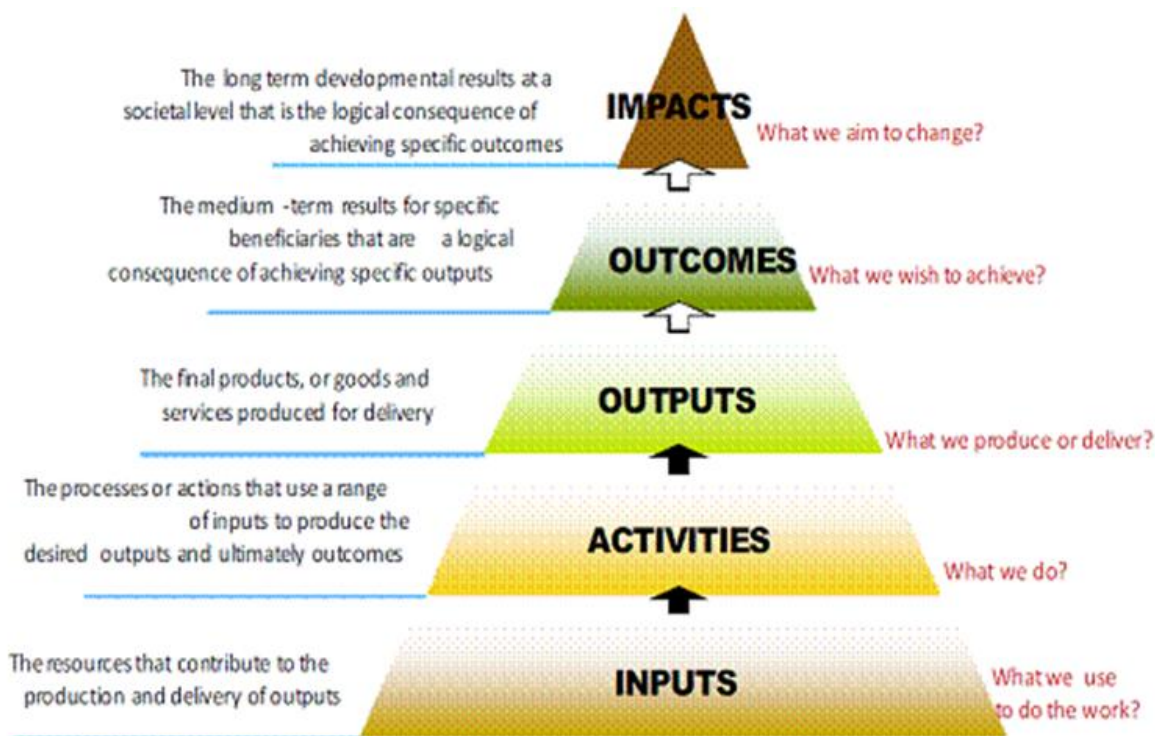 The long term developmental results at a
societal level that is the logical consequence of
achieving specific outcomes
IMPACTS
What we aim to change?
The medium -term results for specific
beneficiaries that are a logical
consequence of achieving specific outputs
OUTCOMES
What we wish to achieve?
The final products, or goods and
services produced for delivery
OUTPUTS
What we produce or deliver?
The processes or actions that use a range
of inputs to produce the
desired outputs and ultimately outcomes
ACTIVITIES
What we do?
The resources that contribute to the
production and delivery of outputs
INPUTS
What we use
to do the work?